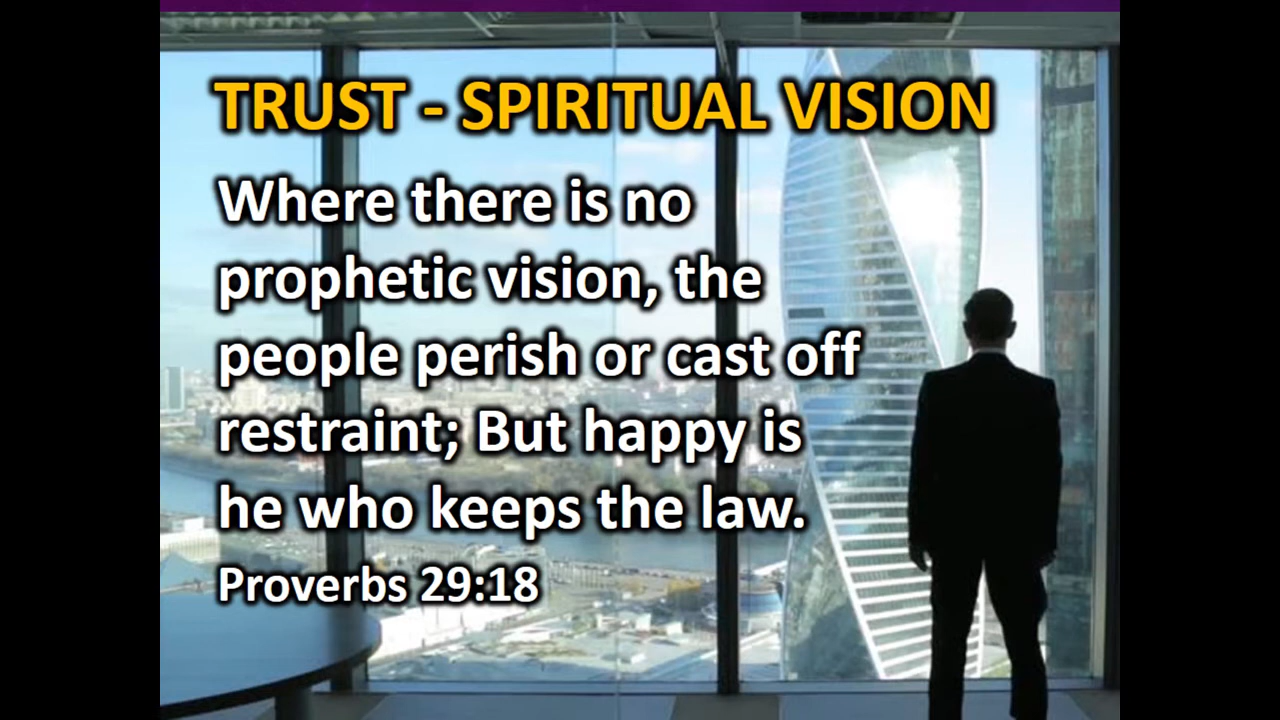 TRUST - SPIRITUAL VISION
Where there is no
prophetic vision, the
people perish or cast off
restraint; But happy is
he who keeps the law.
Proverbs 29:18